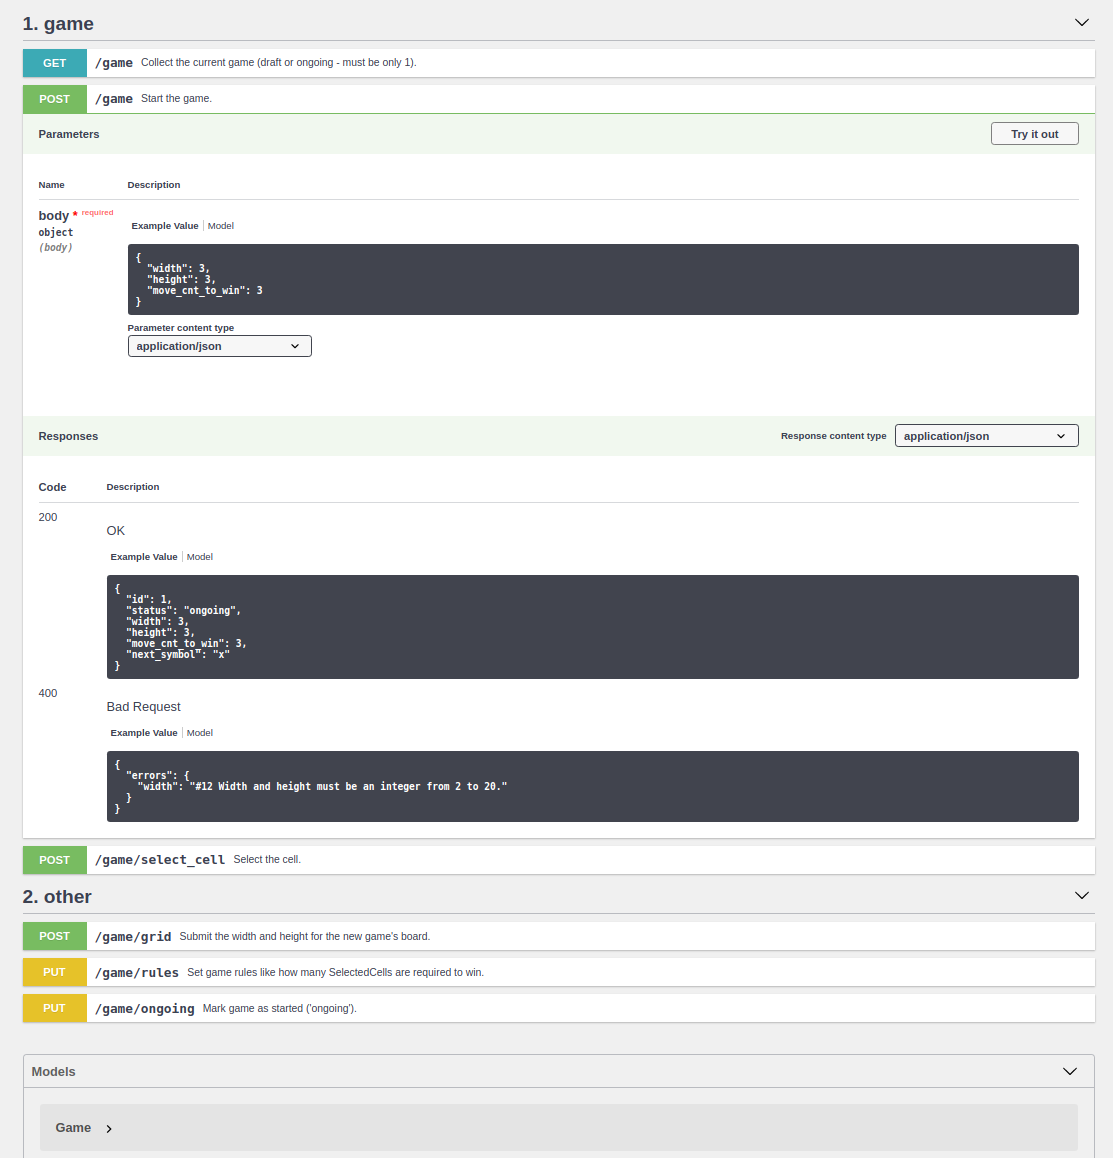 1. game
GET /game Collect the current game (draft or ongoing - must be only 1).
POST /game Start the game.
Parameters Try it out
Name Description
body * required
object
(body)
Example Value Model
{
  "width": 3,
  "height": 3,
  "move_cnt_to_win": 3
}
Parameter content type
application/json
Responses Response content type application/json
Code Description
200
OK
Example Value Model
{
  "id": 1,
  "status": "ongoing",
  "width": 3,
  "height": 3,
  "move_cnt_to_win": 3,
  "next_symbol": "x"
}
400
Bad Request
Example Value Model
{
  "errors": {
    "width": "#12 Width and height must be an integer from 2 to 20."
  }
}
POST /game/select_cell Select the cell.
2. other
POST /game/grid Submit the width and height for the new game's board.
PUT /game/rules Set game rules like how many SelectedCells are required to win.
PUT /game/ongoing Mark game as started ('ongoing').
Models
Game